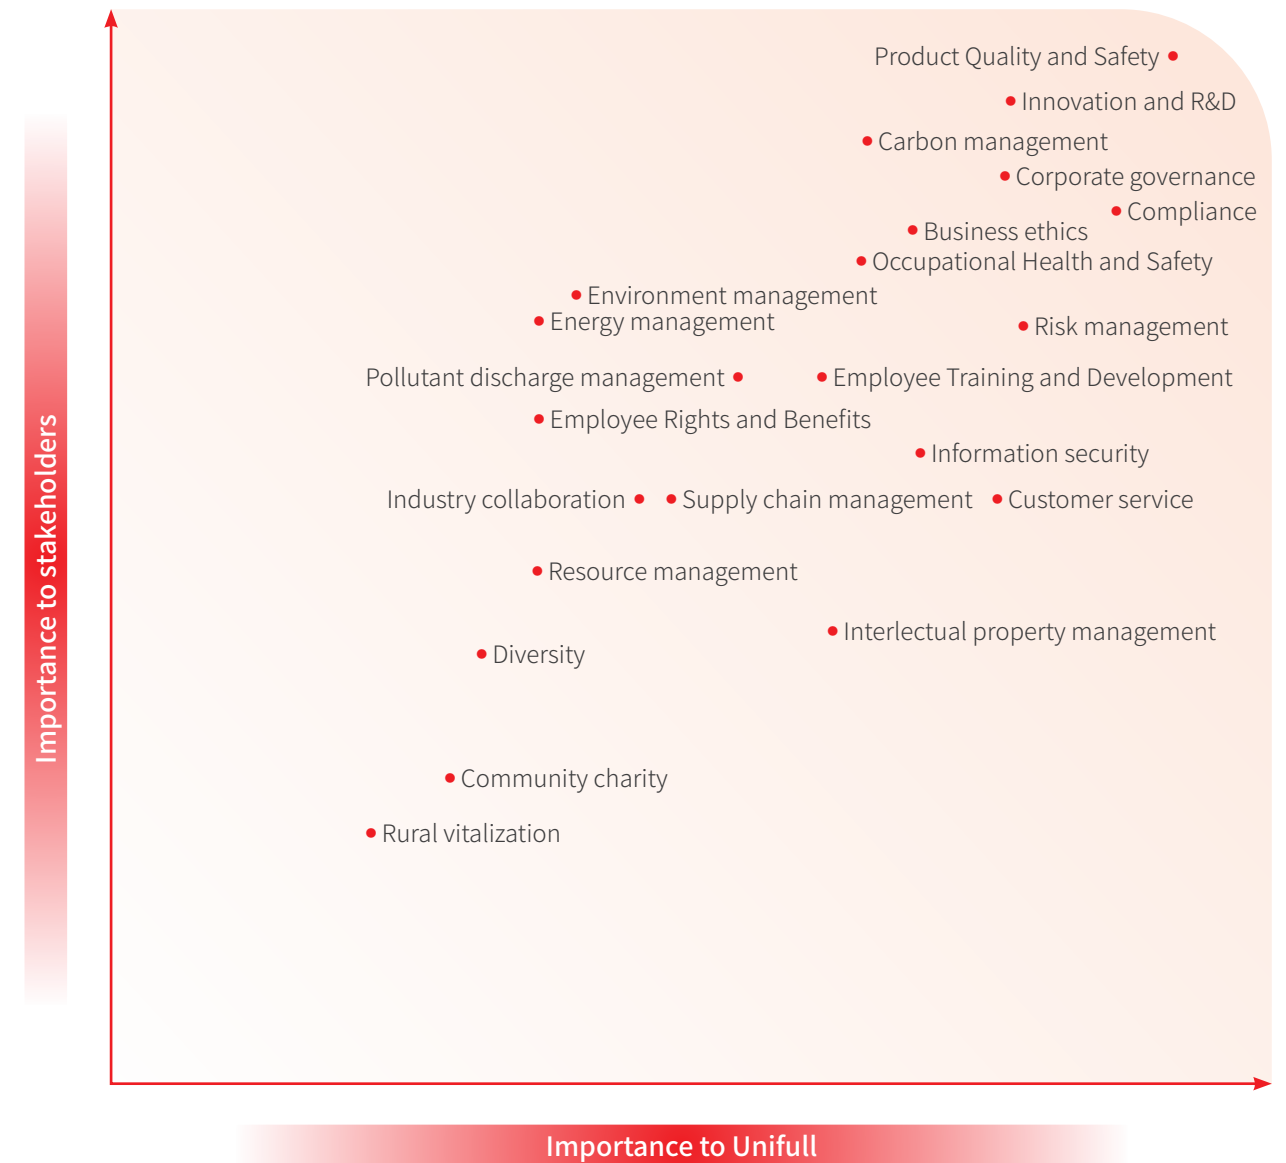 Product Quality and Safety
Innovation and R&D
Carbon management
Corporate governance
Compliance
Business ethics
Occupational Health and Safety
Environment management
Energy management
Risk management
Pollutant discharge management
Employee Training and Development
Employee Rights and Benefits
Information security
Industry collaboration
Supply chain management
Customer service
Resource management
Interlectual property management
Diversity
Community charity
Rural vitalization
Importance to stakeholders
Importance to Unifull